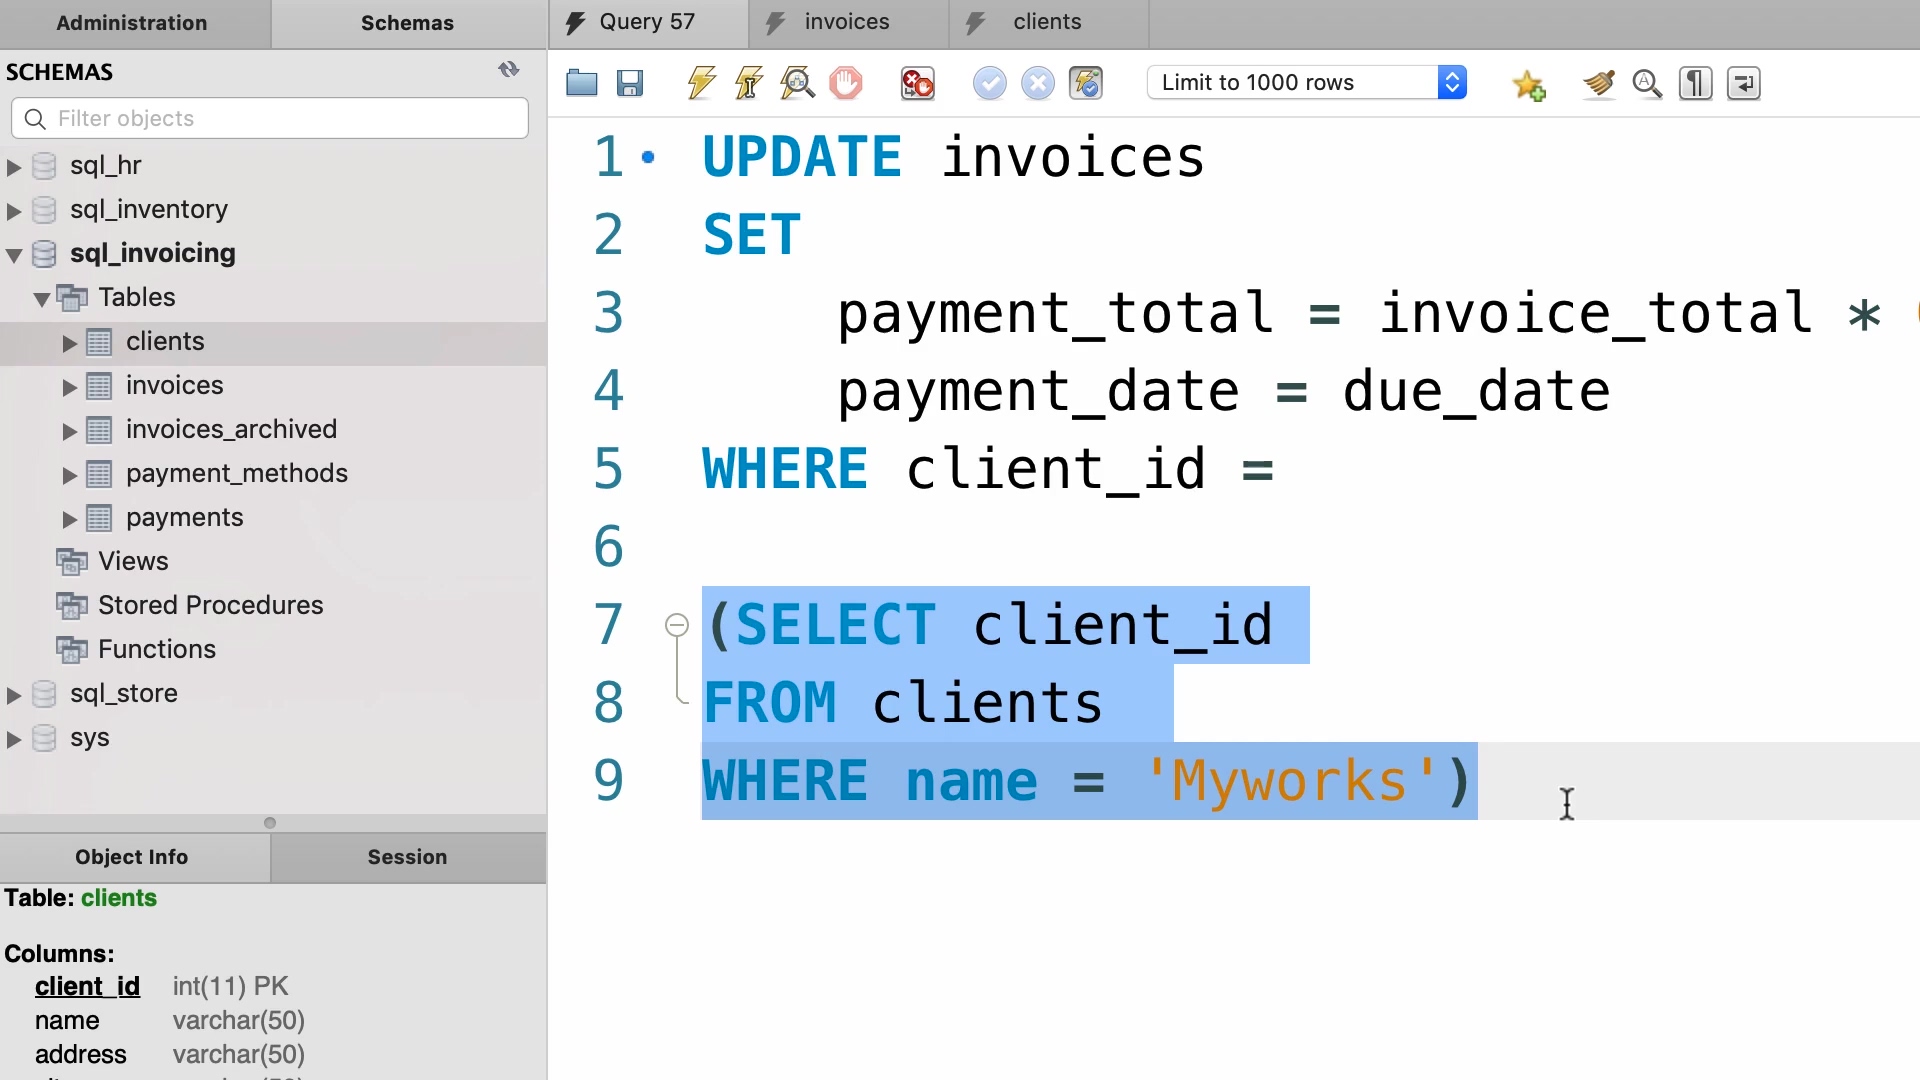 Administration
Schemas
Query 57
invoices
clients
SCHEMAS
Filter objects
Limit to 1000 rows
sql_hr
sql_inventory
sql_invoicing
Tables
clients
invoices
invoices_archived
payment_methods
payments
Views
Stored Procedures
Functions
sql_store
sys
1 UPDATE invoices
2 SET
3 payment_total = invoice_total *
4 payment_date = due_date
5 WHERE client_id =
6
7 (SELECT client_id
8 FROM clients
9 WHERE name = 'Myworks')
Object Info
Session
Table: clients
Columns:
client_id int(11) PK
name varchar(50)
address varchar(50)